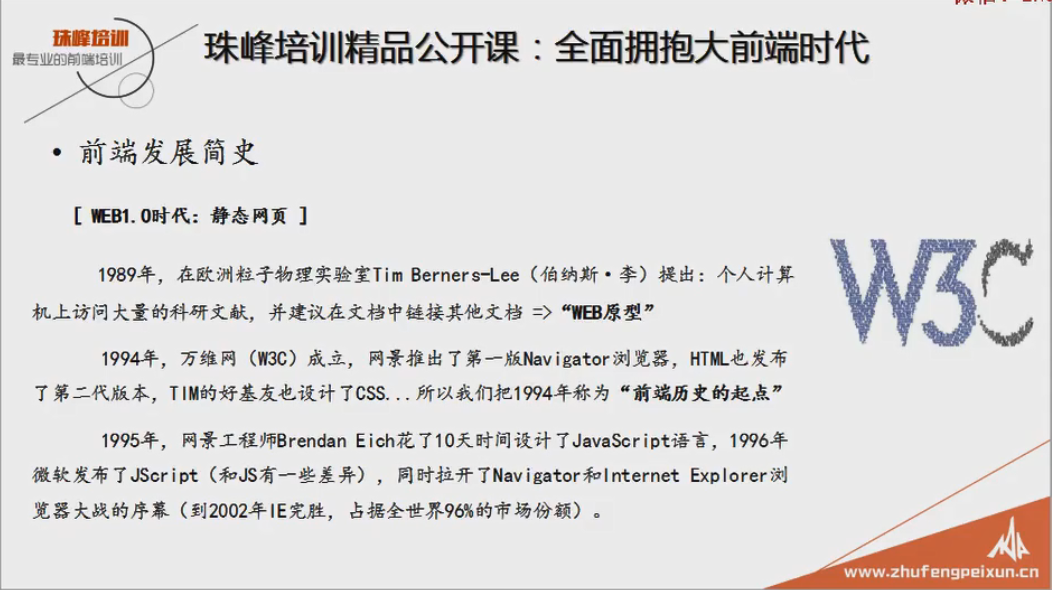 珠峰培训
最专业的前端培训
珠峰培训精品公开课：全面拥抱大前端时代
• 前端发展简史
[ WEB1.0时代：静态网页 ]
1989年，在欧洲粒子物理实验室Tim Berners-Lee（伯纳斯·李）提出：个人计算
机上访问大量的科研文献，并建议在文档中链接其他文档 =>“WEB原型”
1994年，万维网（W3C）成立，网景推出了第一版Navigator浏览器，HTML也发布
了第二代版本，TIM的好基友也设计了CSS...所以我们把1994年称为“前端历史的起点”
1995年，网景工程师Brendan Eich花了10天时间设计了JavaScript语言，1996年
微软发布了JScript（和JS有一些差异），同时拉开了Navigator和Internet Explorer浏
览器大战的序幕（到2002年IE完胜，占据全世界96%的市场份额）。
W3C
www.zhufengpeixun.cn